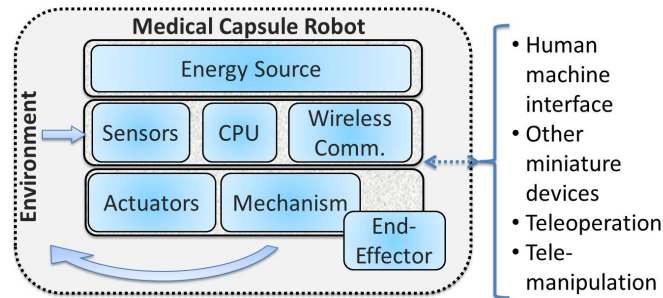 Medical Capsule Robot
Environment
Energy Source
Sensors
CPU
Wireless
Comm.
Actuators
Mechanism
End-
Effector
• Human
machine
interface
• Other
miniature
devices
• Teleoperation
• Tele-
manipulation